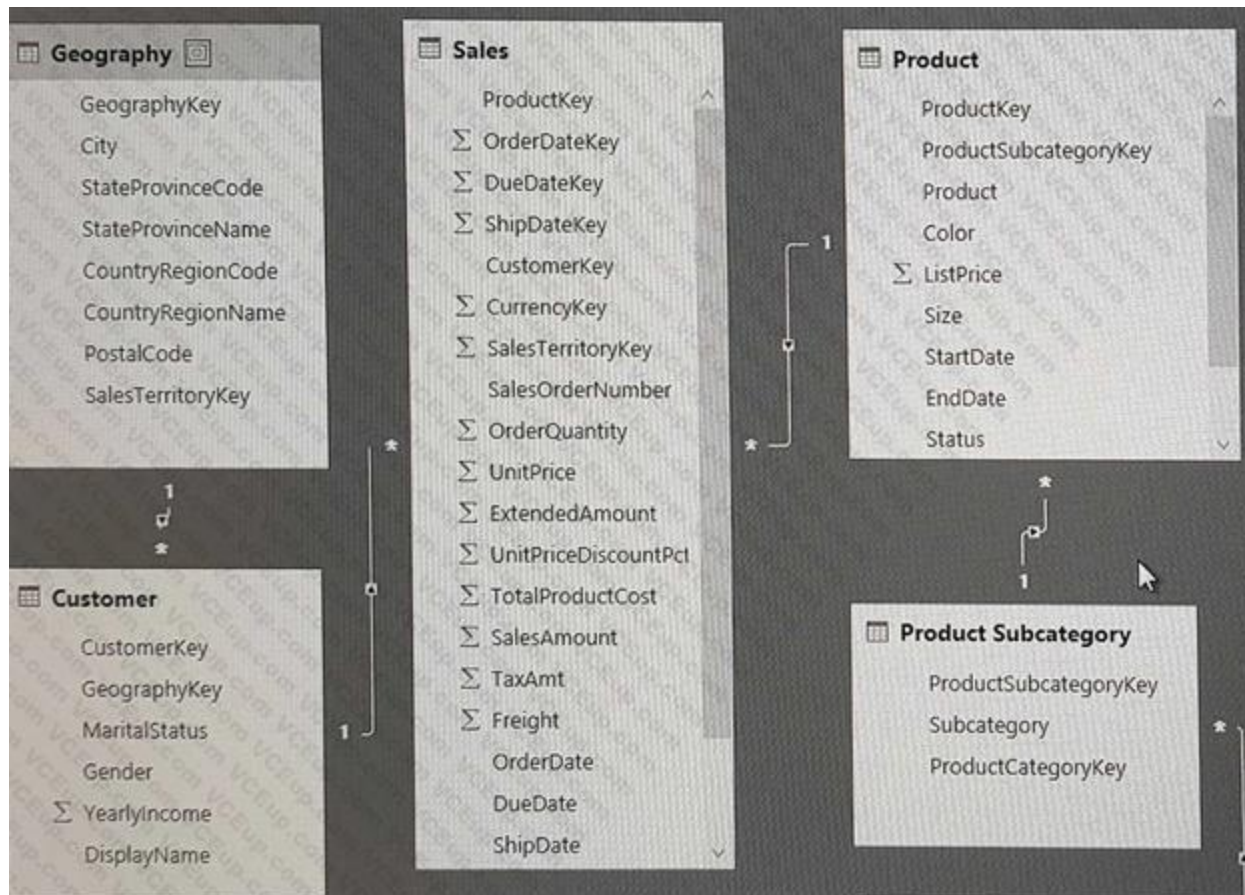 Geography
GeographyKey
City
StateProvinceCode
StateProvinceName
CountryRegionCode
CountryRegionName
PostalCode
SalesTerritoryKey
1
*
Customer
CustomerKey
GeographyKey
MaritalStatus
Gender
Σ YearlyIncome
DisplayName
*
1
Sales
ProductKey
Σ OrderDateKey
Σ DueDateKey
Σ ShipDateKey
CustomerKey
Σ CurrencyKey
Σ SalesTerritoryKey
SalesOrderNumber
Σ OrderQuantity
Σ UnitPrice
Σ ExtendedAmount
Σ UnitPriceDiscountPct
Σ TotalProductCost
Σ SalesAmount
Σ TaxAmt
Σ Freight
OrderDate
DueDate
ShipDate
1
*
Product
ProductKey
ProductSubcategoryKey
Product
Color
Σ ListPrice
Size
StartDate
EndDate
Status
*
1
Product Subcategory
ProductSubcategoryKey
Subcategory
ProductCategoryKey
*
VCEup.com